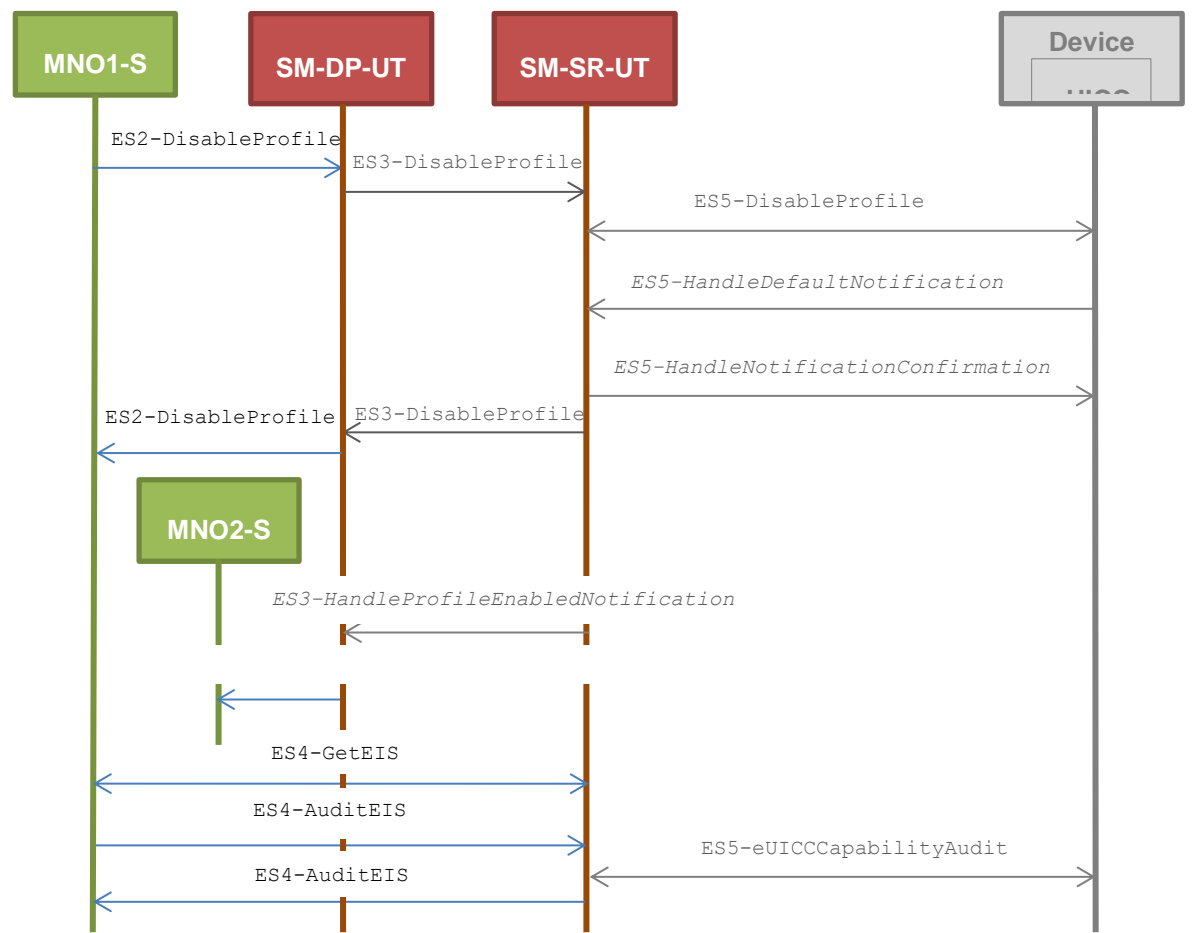 MNO1-S
SM-DP-UT
SM-SR-UT
Device
ES2-DisableProfile
ES3-DisableProfile
ES5-DisableProfile
ES5-HandleDefaultNotification
ES5-HandleNotificationConfirmation
ES2-DisableProfile
ES3-DisableProfile
MNO2-S
ES3-HandleProfileEnabledNotification
ES4-GetEIS
ES4-AuditEIS
ES5-eUICCCapabilityAudit
ES4-AuditEIS